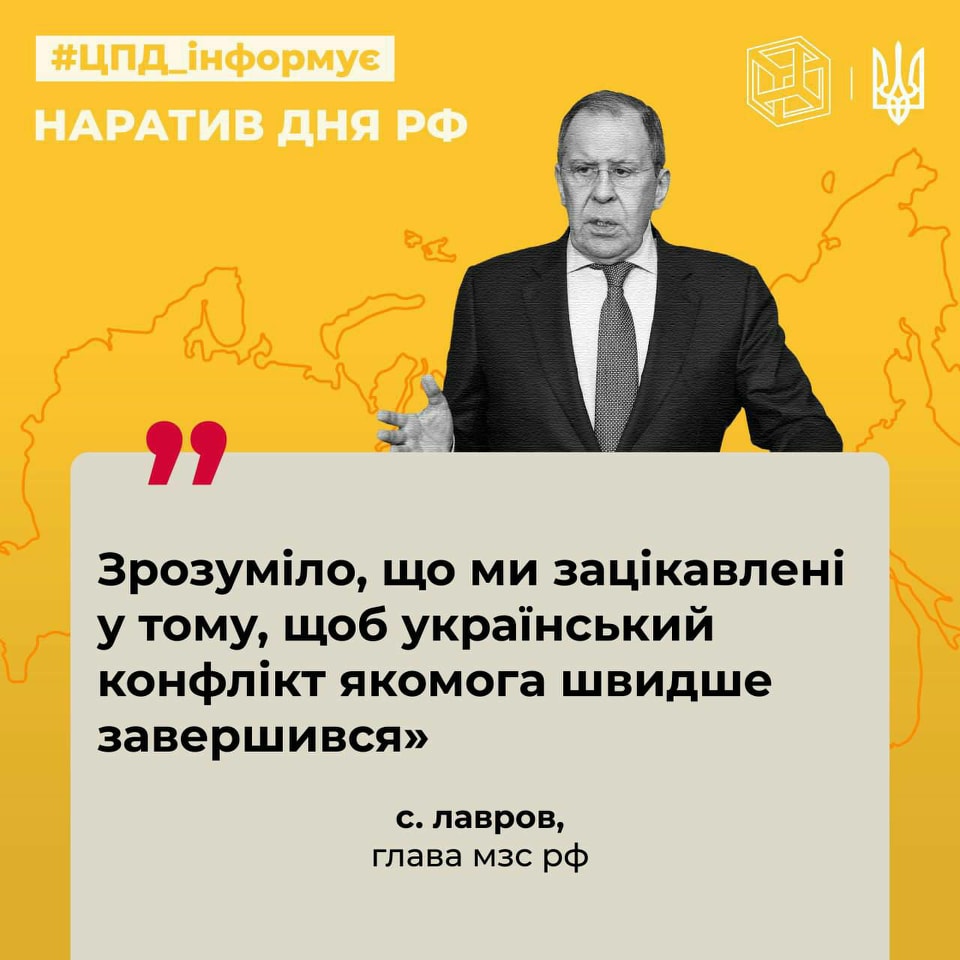 #ЦПД_інформує
НАРАТИВ ДНЯ РФ
”
Зрозуміло, що ми зацікавлені
у тому, щоб український
конфлікт якомога швидше
завершився»
с. лавров,
глава мзс рф